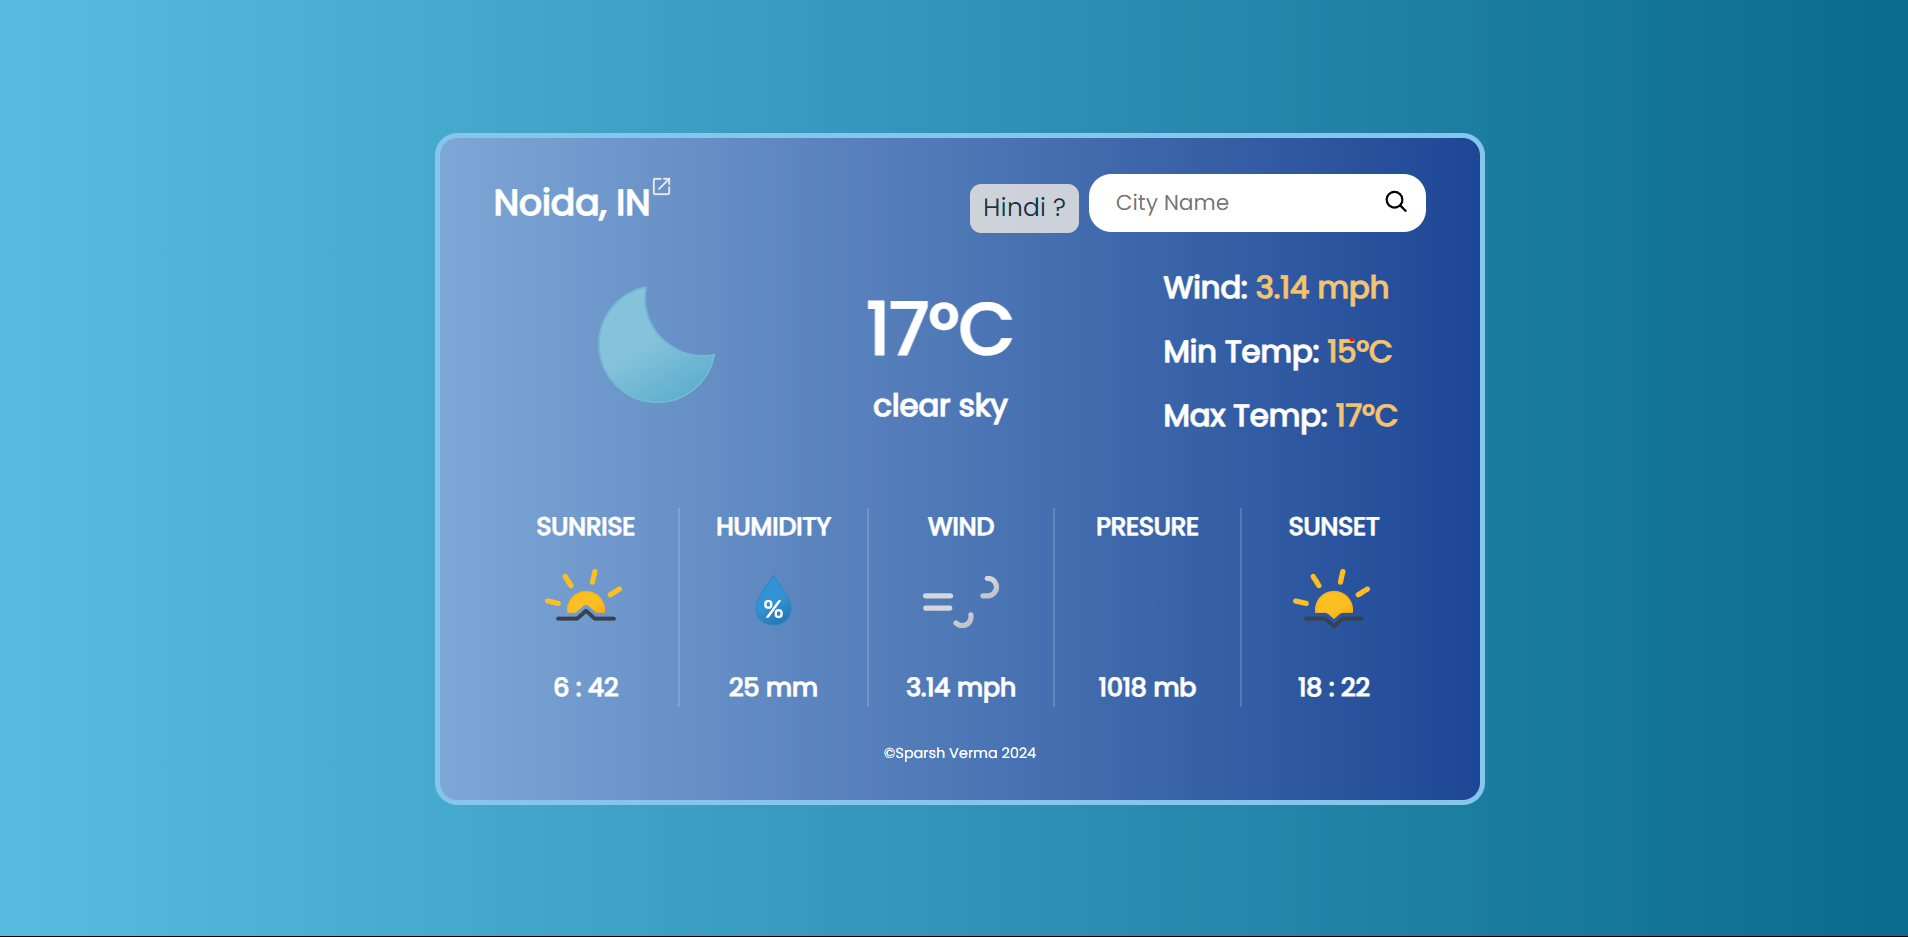 Noida, IN
Hindi ?
City Name
17°C
clear sky
Wind: 3.14 mph
Min Temp: 15°C
Max Temp: 17°C
SUNRISE
HUMIDITY
WIND
PRESURE
SUNSET
%
6 : 42
25 mm
3.14 mph
1018 mb
18 : 22
©Sparsh Verma 2024